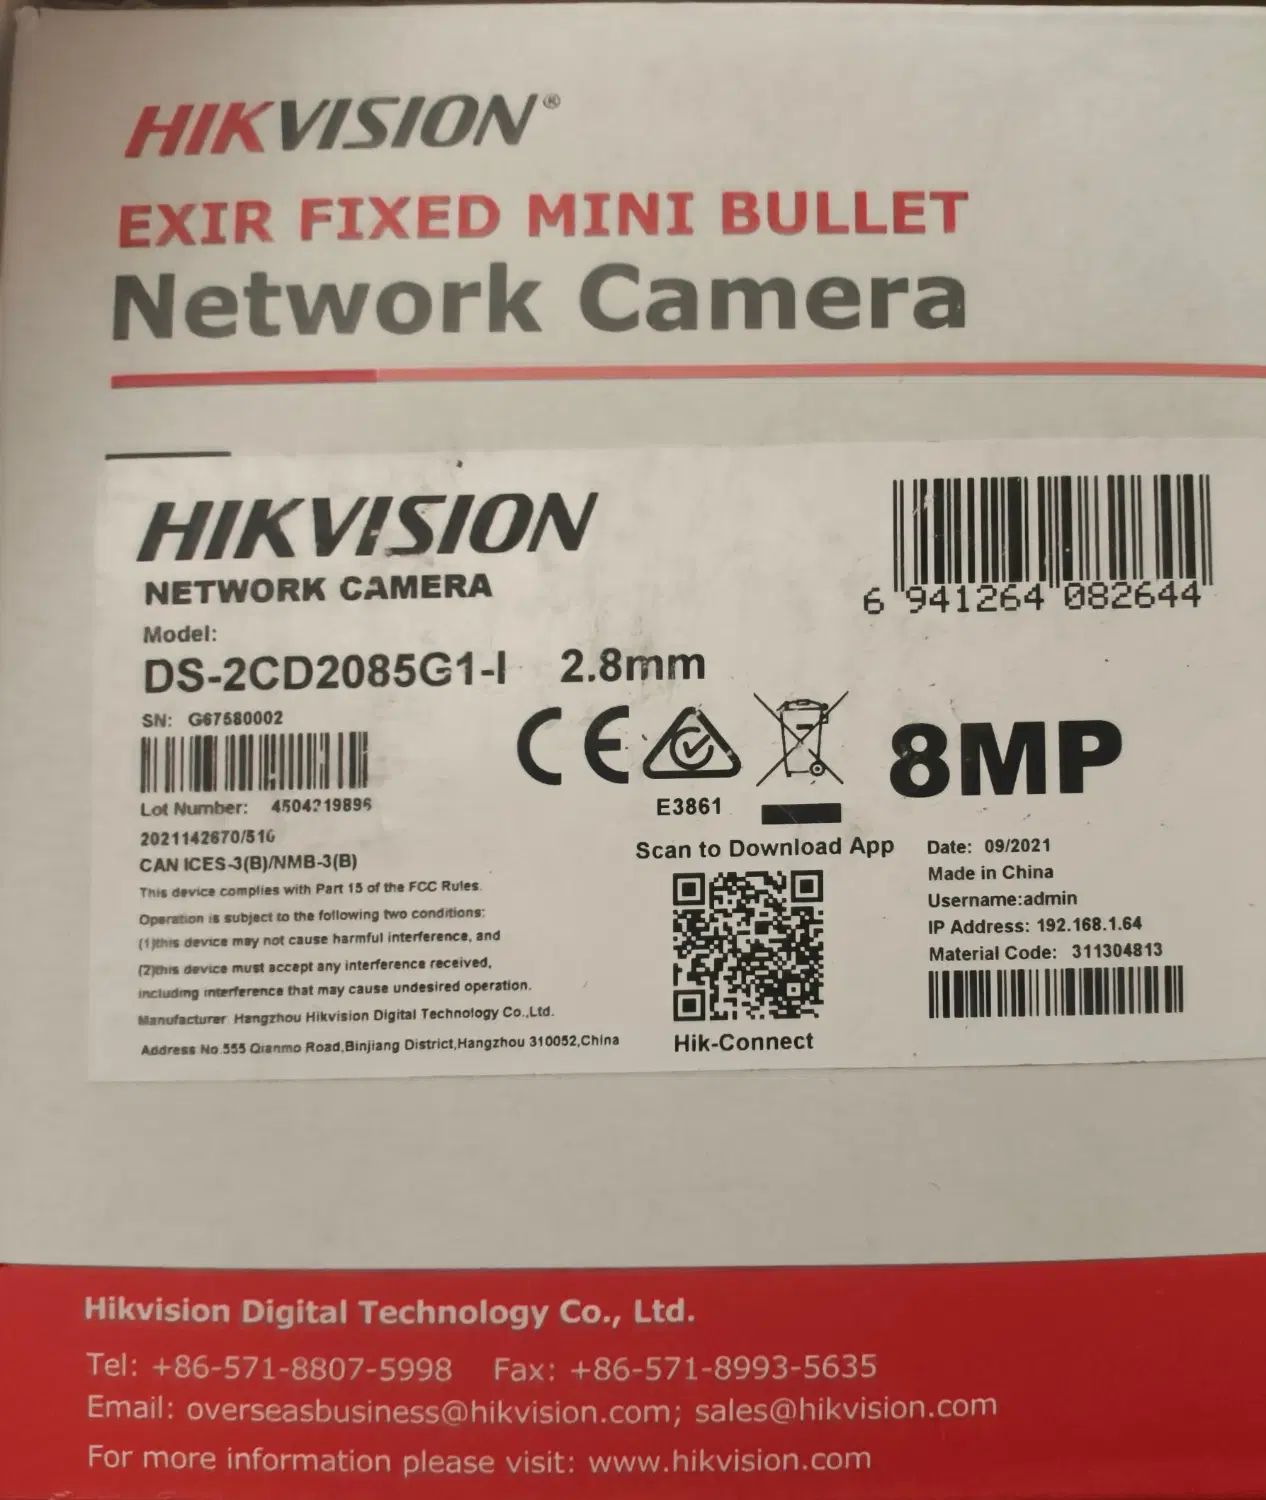 HIKVISION®
EXIR FIXED MINI BULLET
Network Camera
HIKVISION
NETWORK CAMERA
Model:
DS-2CD2085G1-I 2.8mm
SN: G67580002
Lot Number: 4504219896
2021142670/516
CAN ICES-3(B)/NMB-3(B)
This device complies with Part 15 of the FCC Rules.
Operation is subject to the following two conditions:
(1)this device may not cause harmful interference, and
(2)this device must accept any interference received,
including interference that may cause undesired operation.
Manufacturer: Hangzhou Hikvision Digital Technology Co.,Ltd.
Address No.555 Qianmo Road,Binjiang District,Hangzhou 310052,China
CE
E3861
Scan to Download App
Hik-Connect
6 941264 082644
8MP
Date: 09/2021
Made in China
Username:admin
IP Address: 192.168.1.64
Material Code: 311304813
Hikvision Digital Technology Co., Ltd.
Tel: +86-571-8807-5998 Fax: +86-571-8993-5635
Email: overseasbusiness@hikvision.com; sales@hikvision.com
For more information please visit: www.hikvision.com